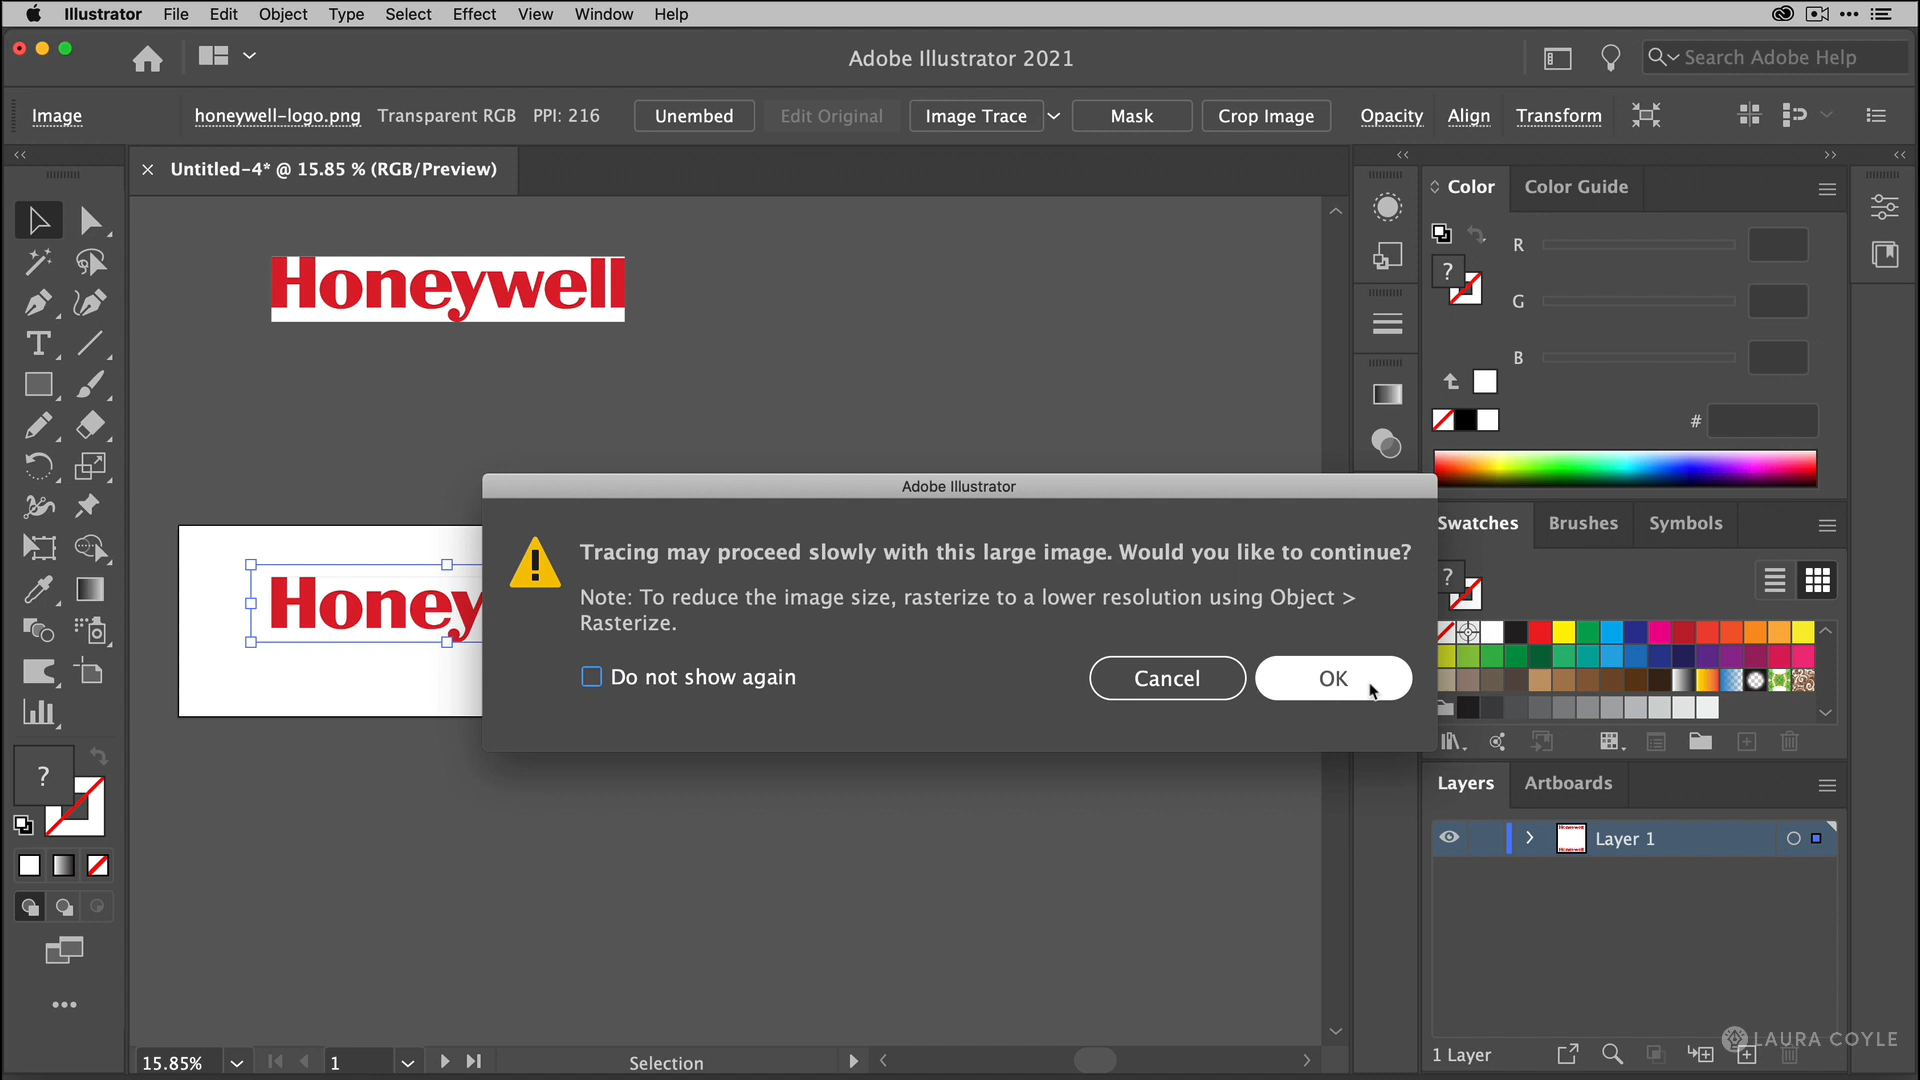 Illustrator File Edit Object Type Select Effect View Window Help
Adobe Illustrator 2021
Search Adobe Help
Image honeywell-logo.png Transparent RGB PPI: 216 Unembed Edit Original Image Trace Mask Crop Image Opacity Align Transform
Untitled-4* @ 15.85 % (RGB/Preview)
Color Color Guide
Honeywell
R
G
B
#
Adobe Illustrator
Swatches Brushes Symbols
Tracing may proceed slowly with this large image. Would you like to continue?
Note: To reduce the image size, rasterize to a lower resolution using Object >
Rasterize.
Do not show again
Cancel
OK
Honey
?
?
?
Layers Artboards
Layer 1
1 Layer
LAURA COYLE
15.85% 1 Selection